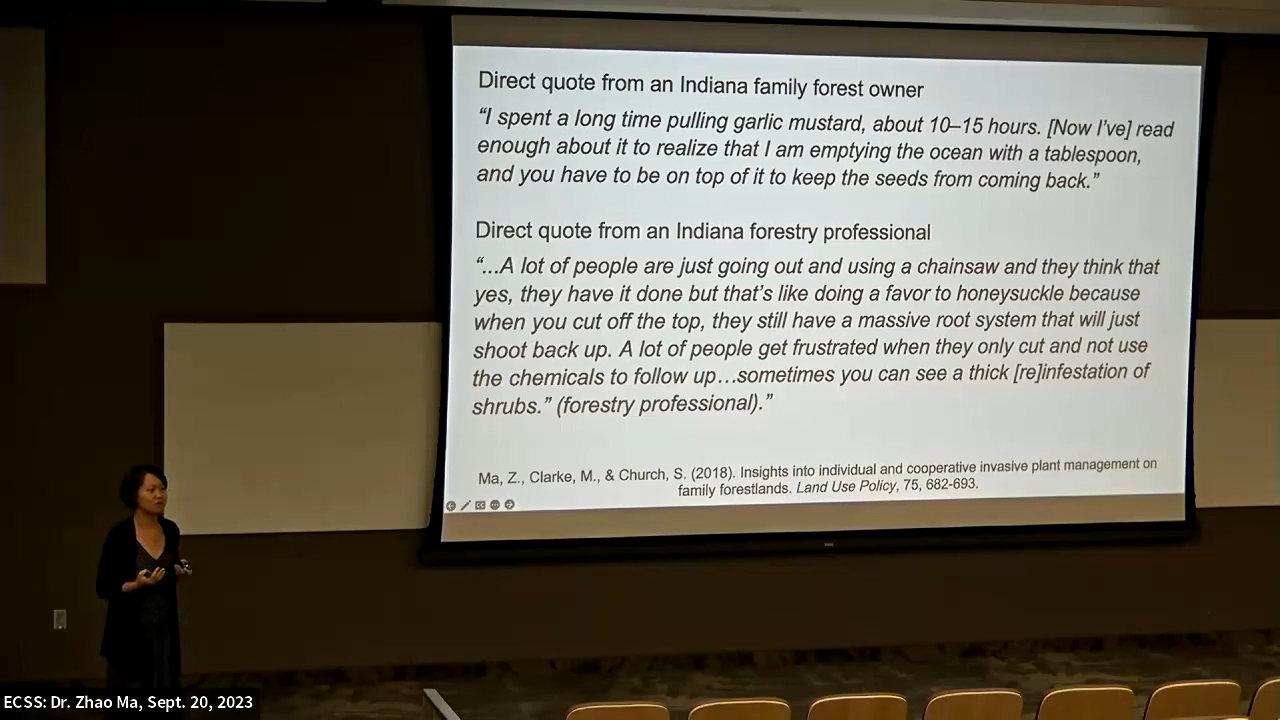 Direct quote from an Indiana family forest owner
“I spent a long time pulling garlic mustard, about 10–15 hours. [Now I’ve] read
enough about it to realize that I am emptying the ocean with a tablespoon,
and you have to be on top of it to keep the seeds from coming back.”
Direct quote from an Indiana forestry professional
“...A lot of people are just going out and using a chainsaw and they think that
yes, they have it done but that’s like doing a favor to honeysuckle because
when you cut off the top, they still have a massive root system that will just
shoot back up. A lot of people get frustrated when they only cut and not use
the chemicals to follow up…sometimes you can see a thick [re]infestation of
shrubs.” (forestry professional).”
Ma, Z., Clarke, M., & Church, S. (2018). Insights into individual and cooperative invasive plant management on
family forestlands. Land Use Policy, 75, 682-693.
ECSS: Dr. Zhao Ma, Sept. 20, 2023